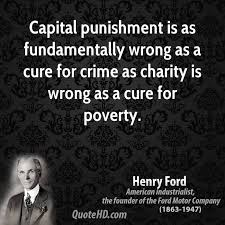 Capital punishment is as
fundamentally wrong as a
cure for crime as charity is
wrong as a cure for
poverty.
Henry Ford
American industrialist,
the founder of the Ford Motor Company
(1863-1947)
QuoteHD.com